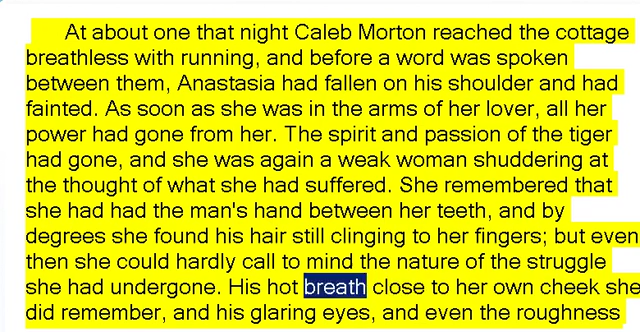 At about one that night Caleb Morton reached the cottage
breathless with running, and before a word was spoken
between them, Anastasia had fallen on his shoulder and had
fainted. As soon as she was in the arms of her lover, all her
power had gone from her. The spirit and passion of the tiger
had gone, and she was again a weak woman shuddering at
the thought of what she had suffered. She remembered that
she had had the man's hand between her teeth, and by
degrees she found his hair still clinging to her fingers; but even
then she could hardly call to mind the nature of the struggle
she had undergone. His hot breath close to her own cheek she
did remember, and his glaring eyes, and even the roughness